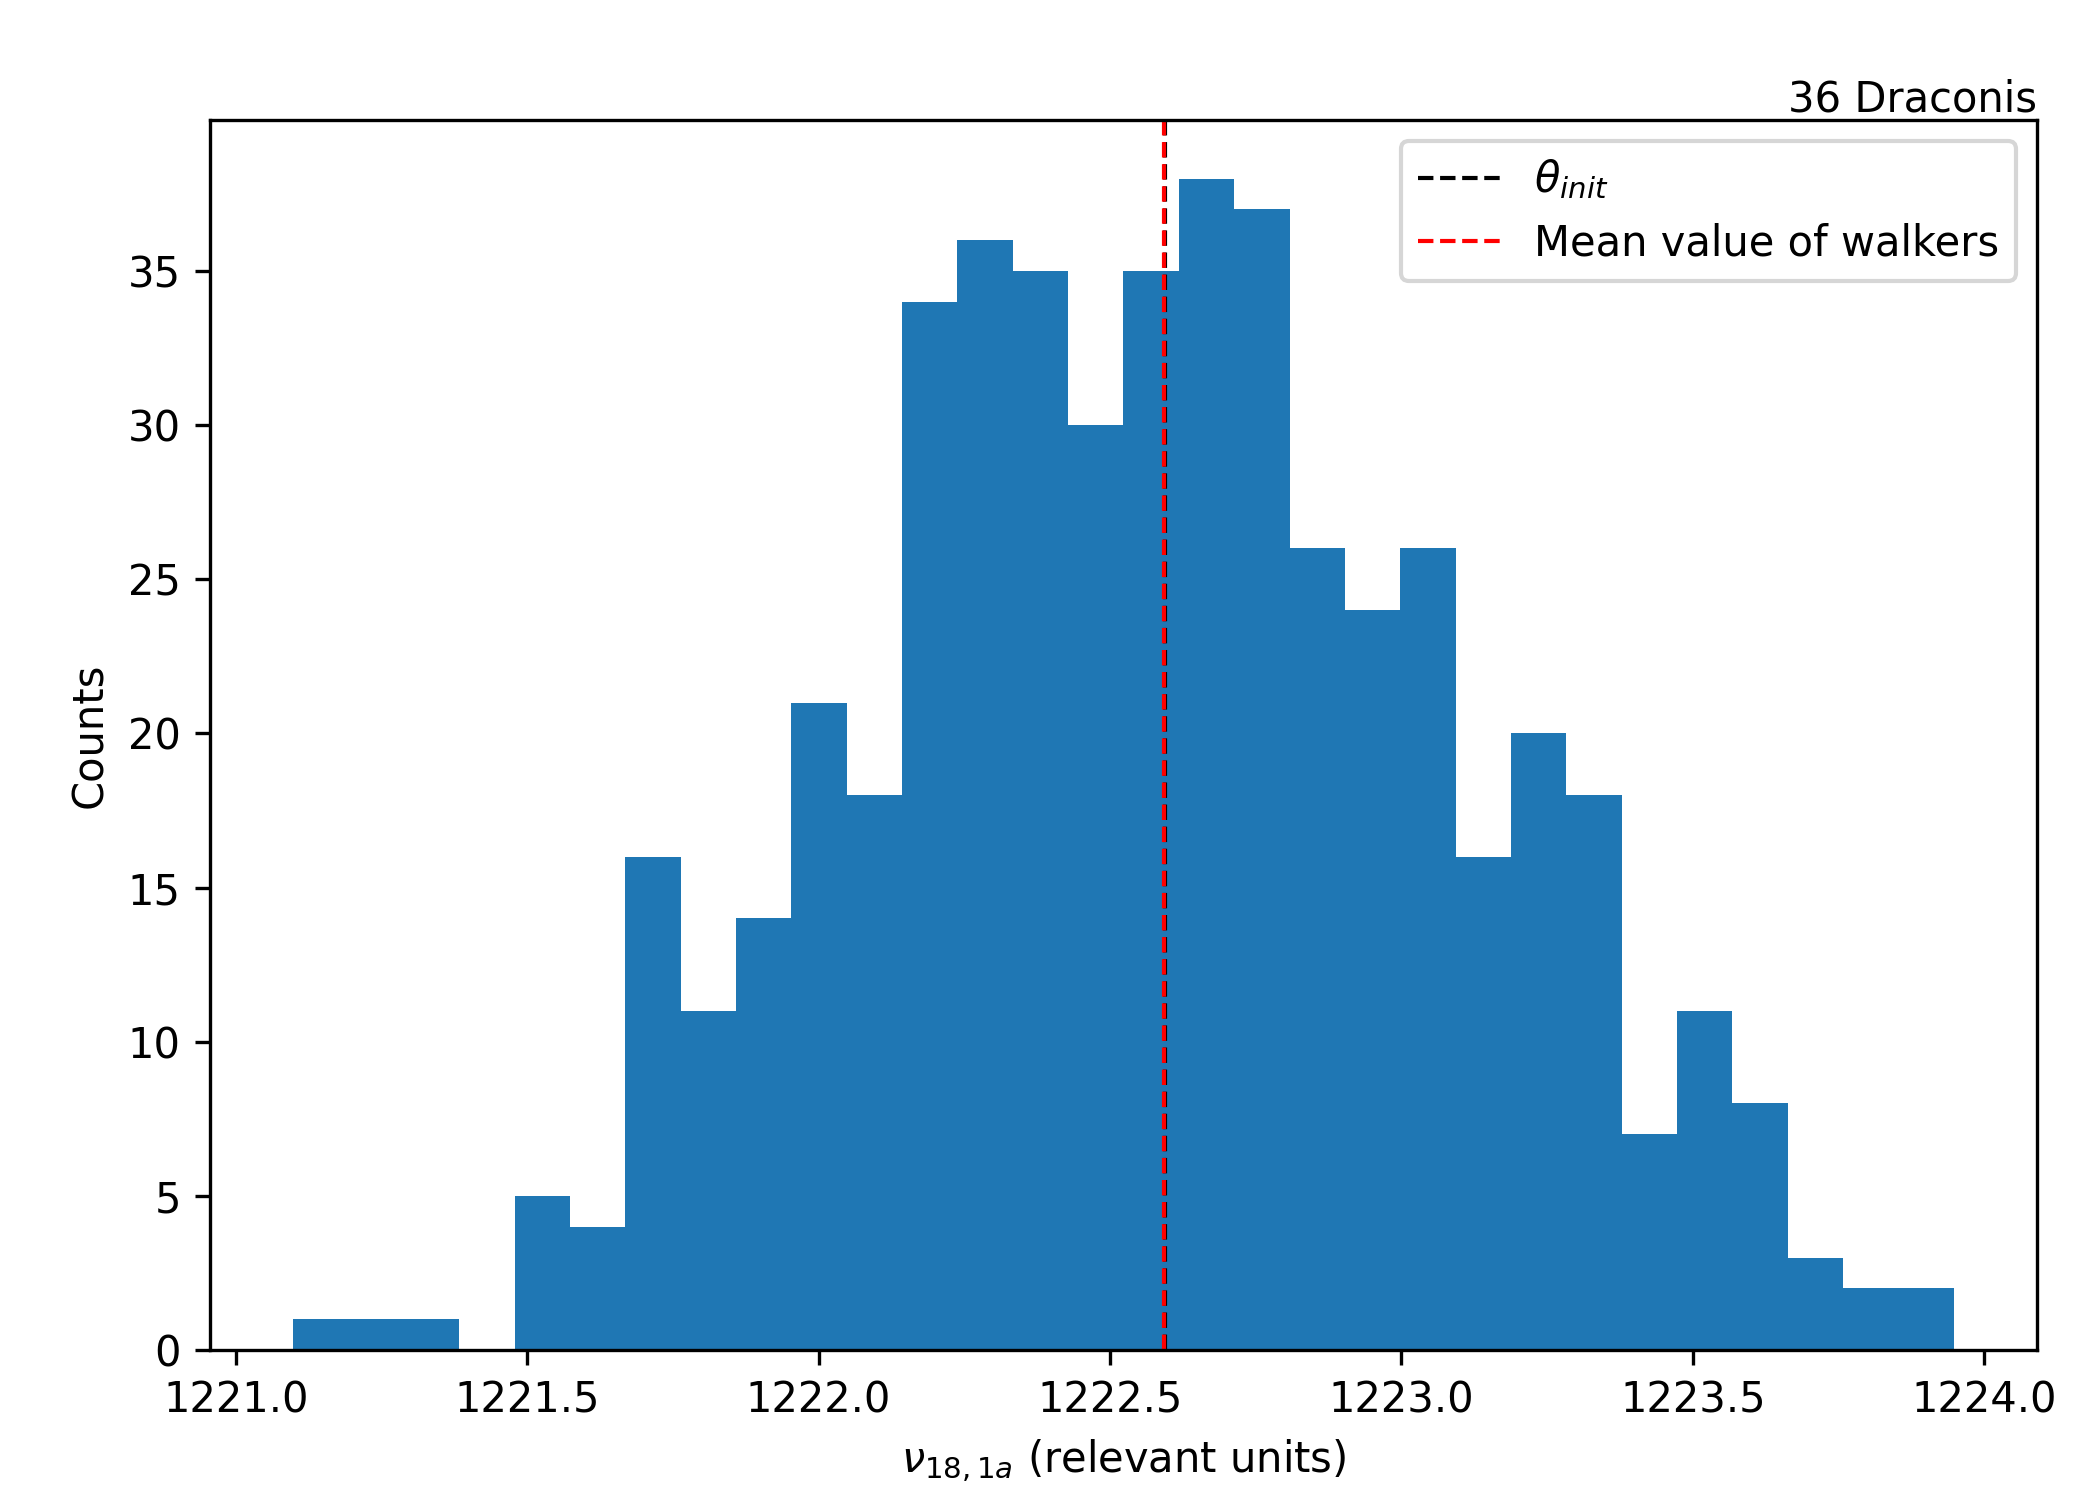 36 Draconis
θinit
Mean value of walkers
35
30
25
20
15
10
5
0
Counts
1221.0 1221.5 1222.0 1222.5 1223.0 1223.5 1224.0
ν18,1a (relevant units)